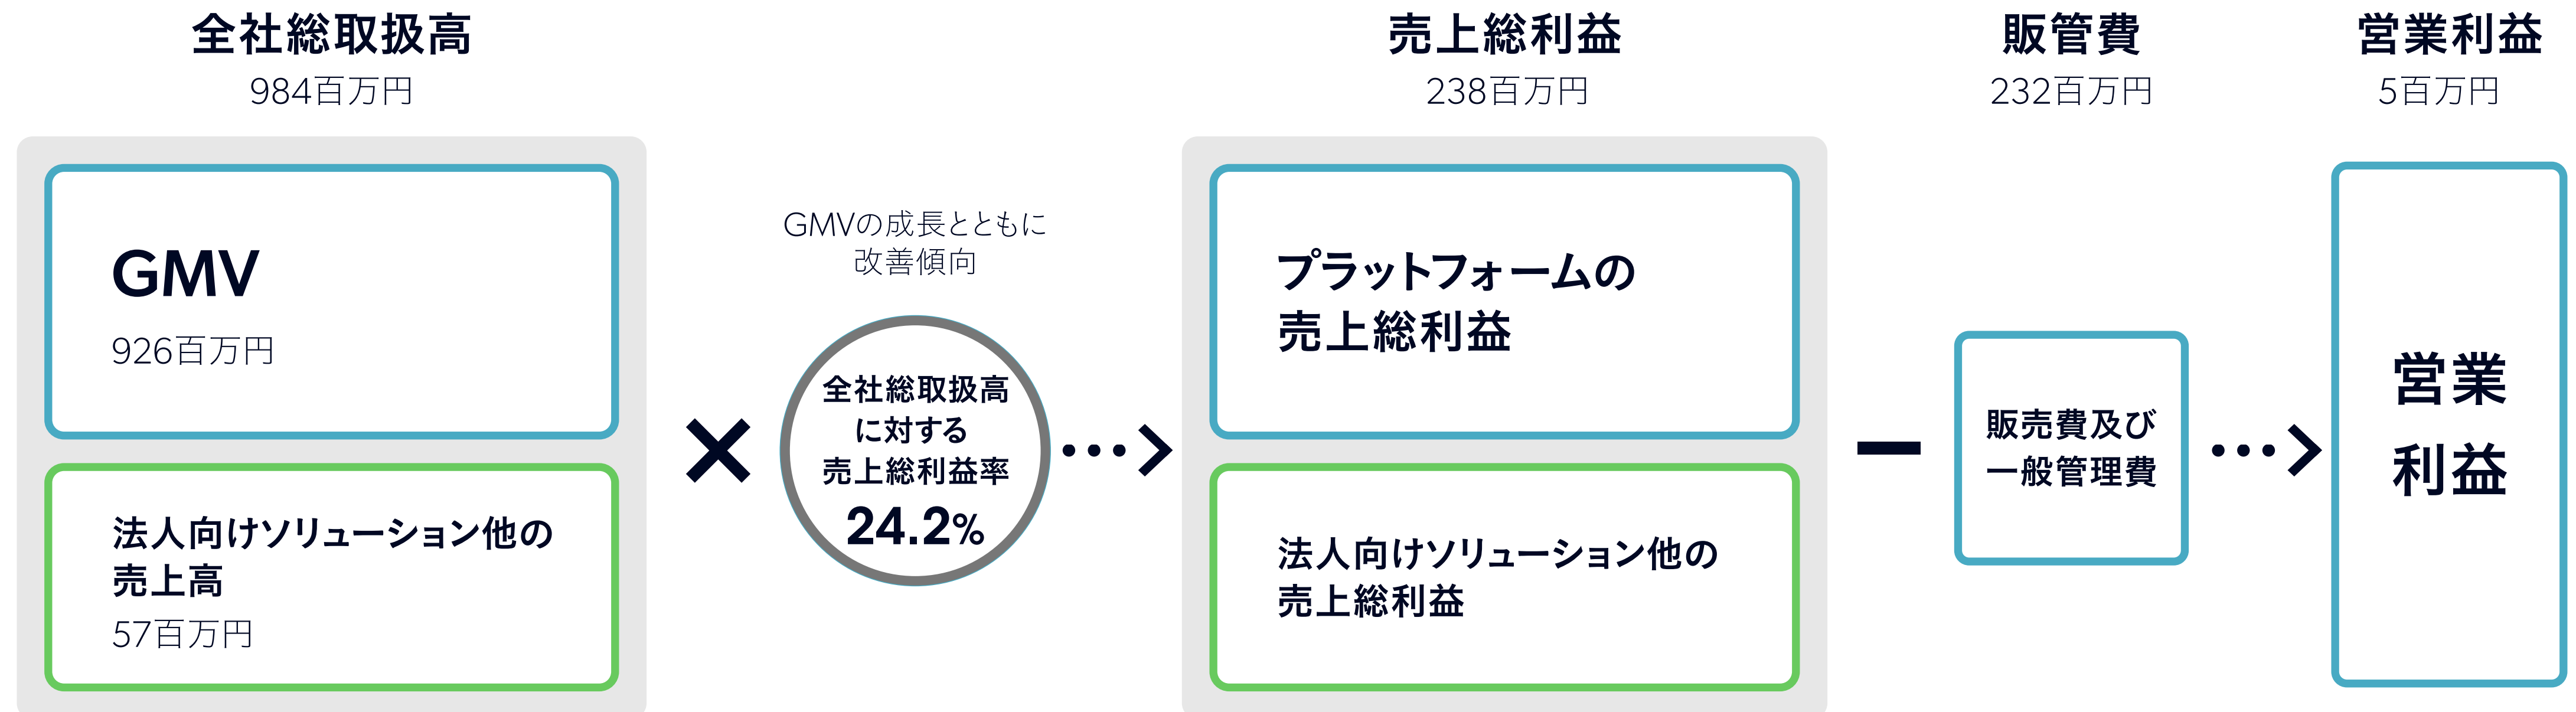 全社総取扱高
984百万円
GMV
926百万円
法人向けソリューション他の
売上高
57百万円
×
GMVの成長とともに
改善傾向
全社総取扱高
に対する
売上総利益率
24.2%
売上総利益
238百万円
プラットフォームの
売上総利益
法人向けソリューション他の
売上総利益
ー
販管費
232百万円
販売費及び
一般管理費
営業利益
5百万円
営業
利益